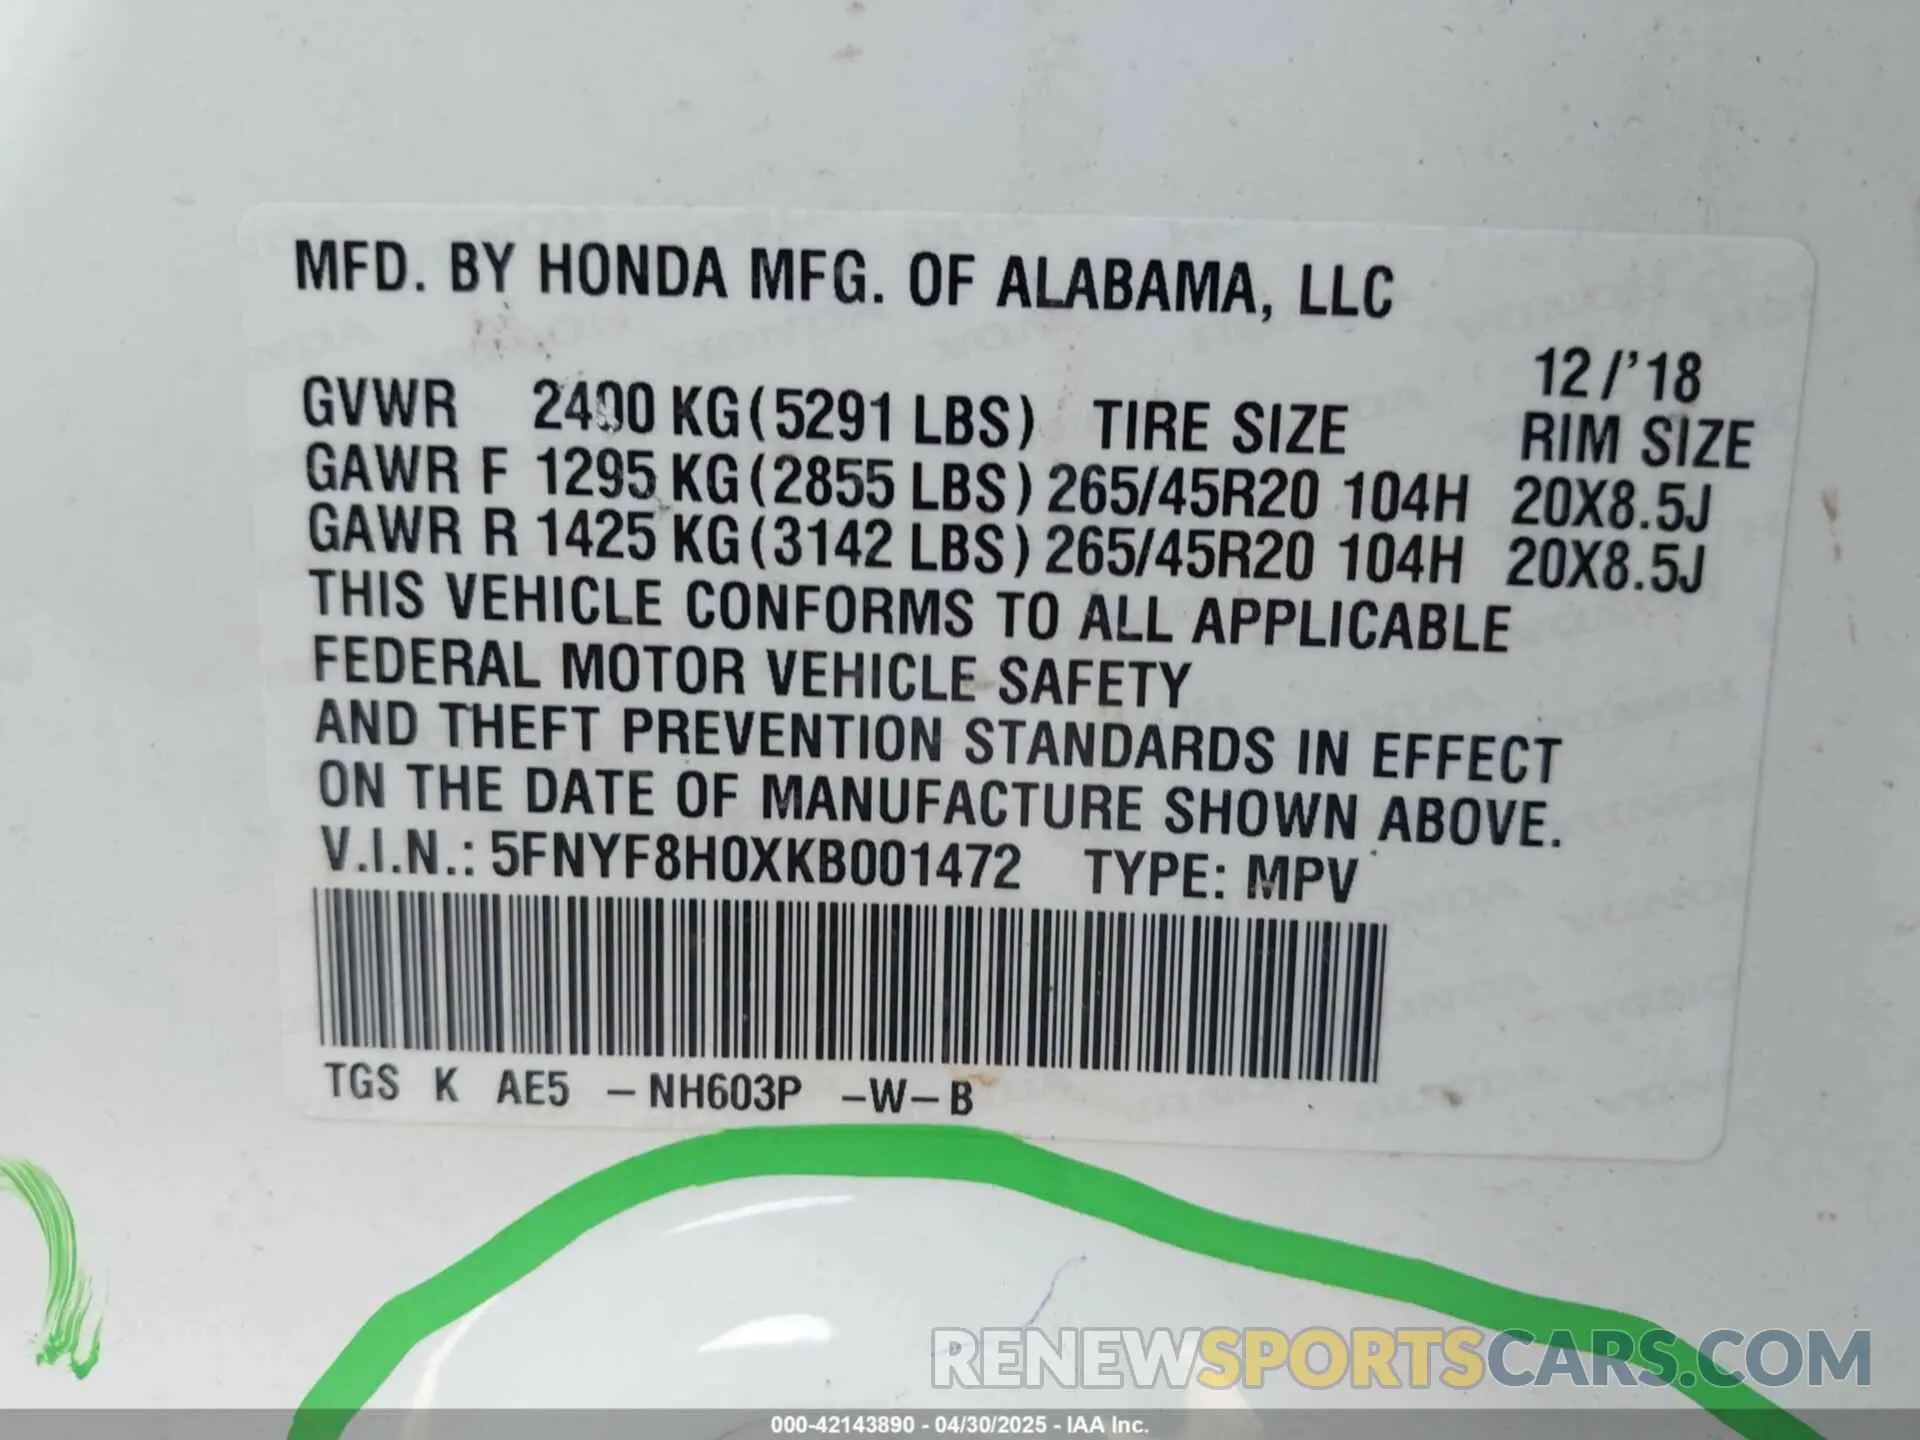 MFD. BY HONDA MFG. OF ALABAMA, LLC
12/'18
GVWR 2400 KG(5291 LBS) TIRE SIZE RIM SIZE
GAWR F 1295 KG(2855 LBS) 265/45R20 104H 20X8.5J
GAWR R 1425 KG(3142 LBS) 265/45R20 104H 20X8.5J
THIS VEHICLE CONFORMS TO ALL APPLICABLE
FEDERAL MOTOR VEHICLE SAFETY
AND THEFT PREVENTION STANDARDS IN EFFECT
ON THE DATE OF MANUFACTURE SHOWN ABOVE.
V.I.N.: 5FNYF8H0XKB001472 TYPE: MPV
TGS K AE5 -NH603P -W-B
RENEWSPORTSCARS.COM
000-42143890 - 04/30/2025 - IAA Inc.